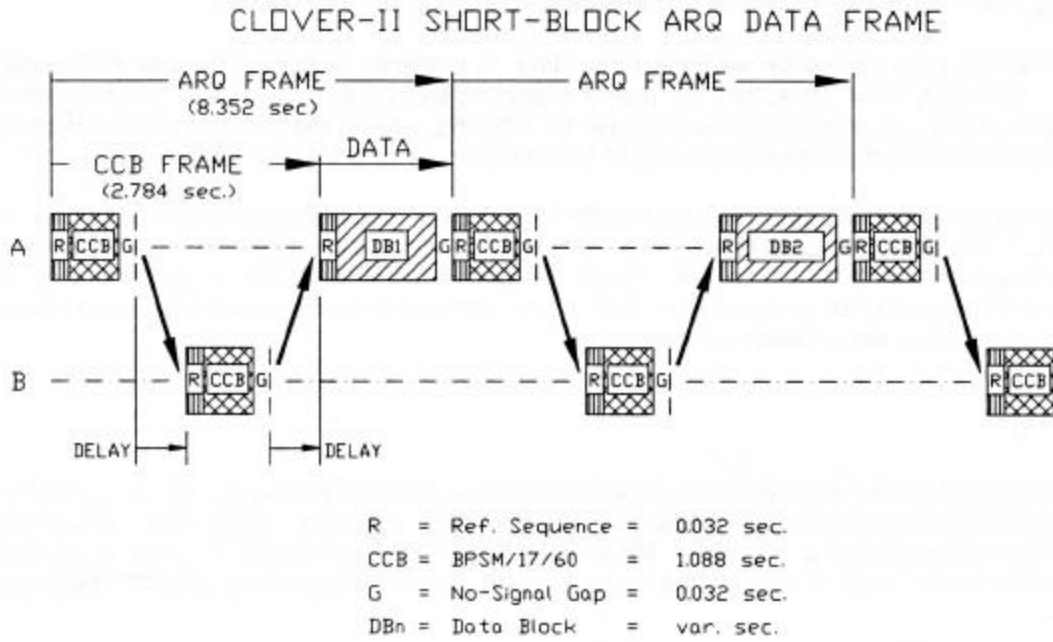 CLOVER-II SHORT-BLOCK ARQ DATA FRAME
ARQ FRAME ARQ FRAME
(8.352 sec)
DATA
CCB FRAME
(2.784 sec.)
A R CCB G R DB1 G R CCB G R DB2 G R CCB G
B R CCB G R CCB G R CCB
DELAY DELAY
R = Ref. Sequence = 0.032 sec.
CCB = BPSM/17/60 = 1.088 sec.
G = No-Signal Gap = 0.032 sec.
DBn = Data Block = var. sec.